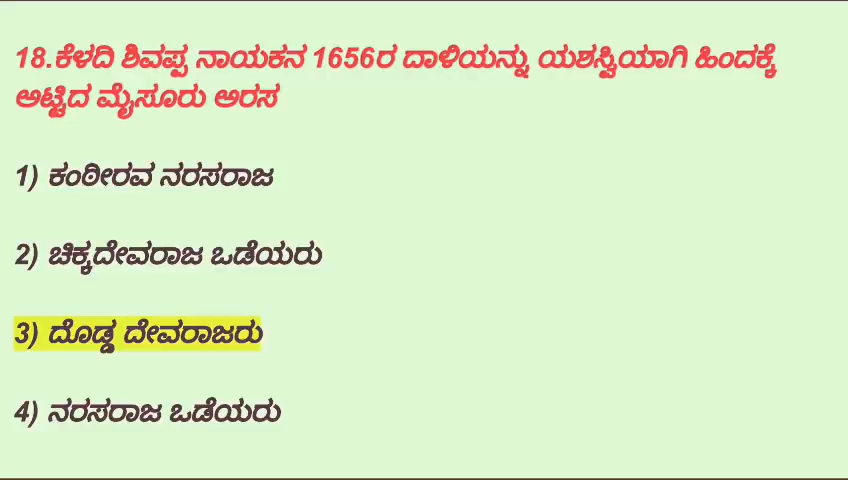 18.ಕೆಳದಿ ಶಿವಪ್ಪ ನಾಯಕನ 1656ರ ದಾಳಿಯನ್ನು ಯಶಸ್ವಿಯಾಗಿ ಹಿಂದಕ್ಕೆ
ಅಟ್ಟಿದ ಮೈಸೂರು ಅರಸ
1) ಕಂಠೀರವ ನರಸರಾಜ
2) ಚಿಕ್ಕದೇವರಾಜ ಒಡೆಯರು
3) ದೊಡ್ಡ ದೇವರಾಜರು
4) ನರಸರಾಜ ಒಡೆಯರು